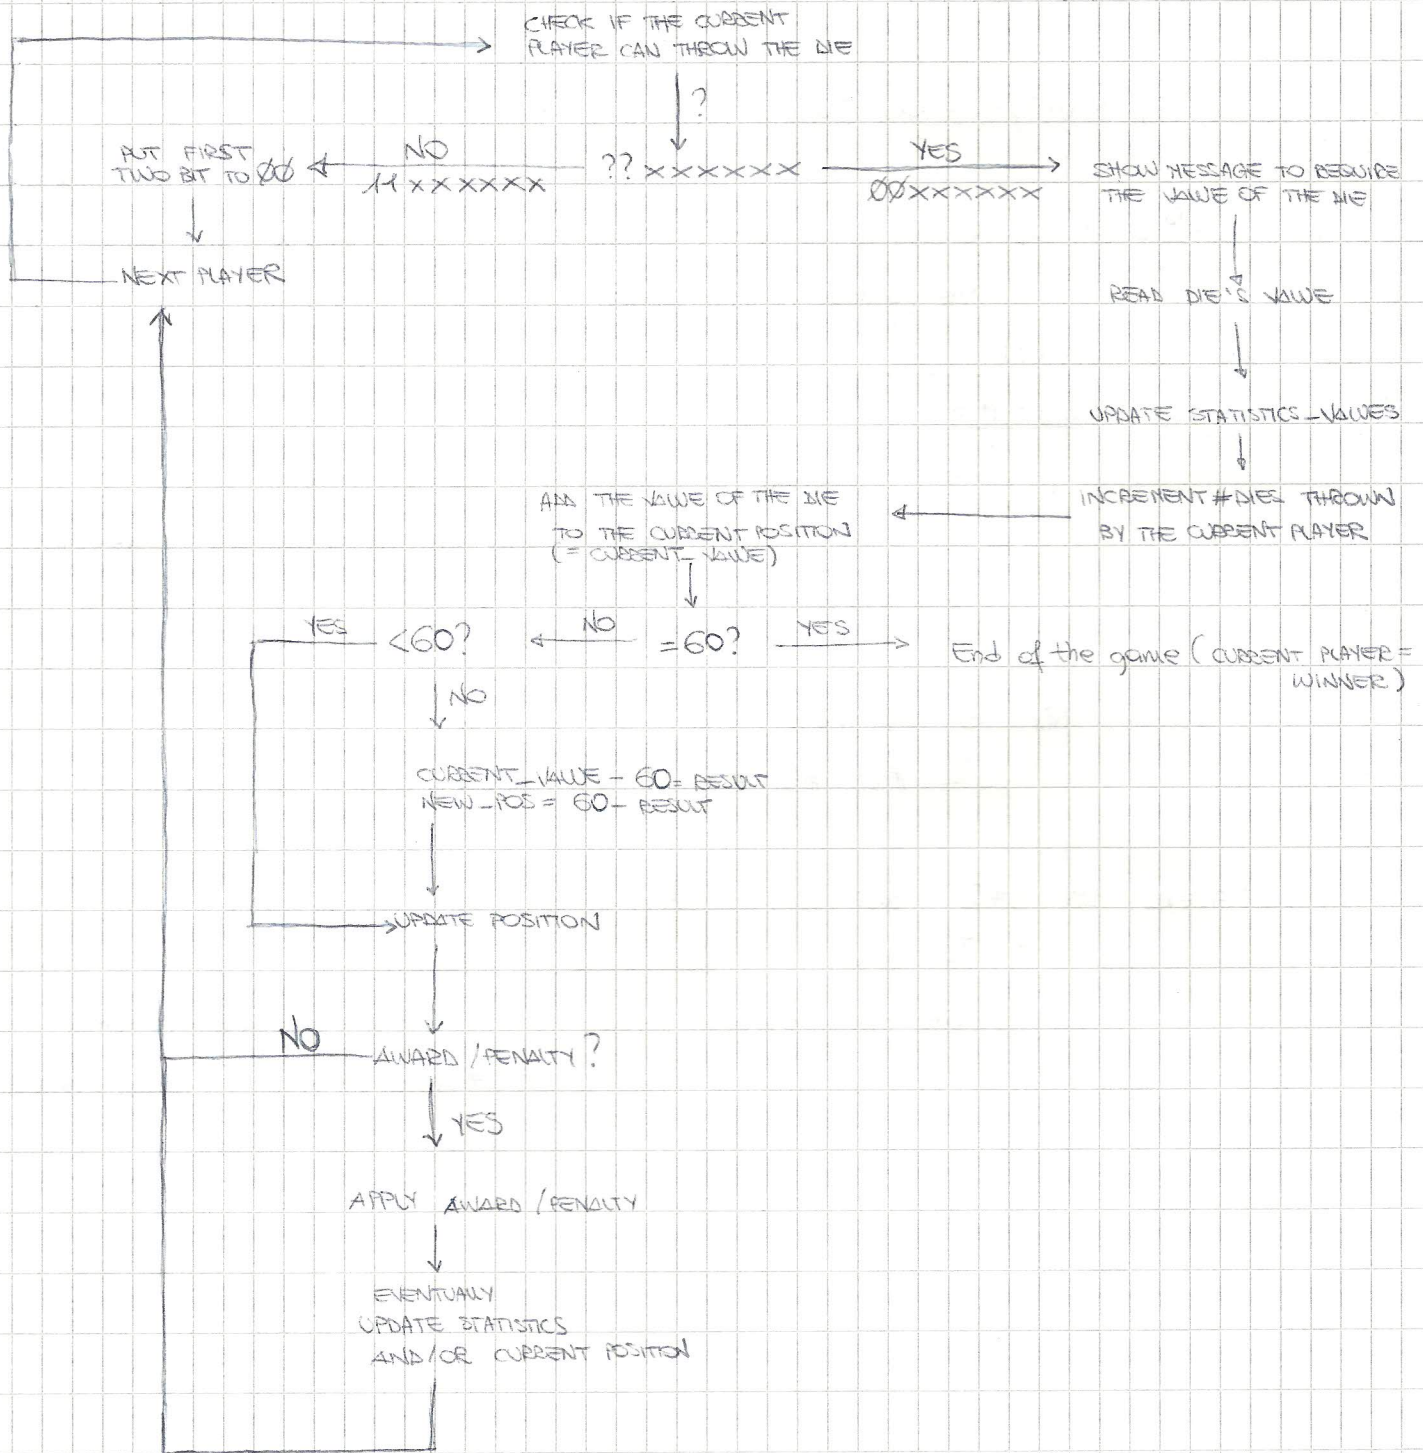 CHECK IF THE CURRENT
PLAYER CAN THROW THE DIE
?
PUT FIRST
TWO BIT TO 00
NO
11xxxxxx
??xxxxxx
YES
00xxxxxx
SHOW MESSAGE TO REQUIRE
THE VALUE OF THE DIE
NEXT PLAYER
READ DIE'S VALUE
UPDATE STATISTICS_VALUES
INCREMENT #DIES THROWN
BY THE CURRENT PLAYER
ADD THE VALUE OF THE DIE
TO THE CURRENT POSITION
(= CURRENT_VALUE)
=60?
YES
End of the game (CURRENT PLAYER =
WINNER)
NO
<60?
YES
NO
CURRENT_VALUE - 60 = RESULT
NEW_POS = 60 - RESULT
UPDATE POSITION
AWARD/PENALTY?
NO
YES
APPLY AWARD/PENALTY
EVENTUALLY
UPDATE STATISTICS
AND/OR CURRENT POSITION